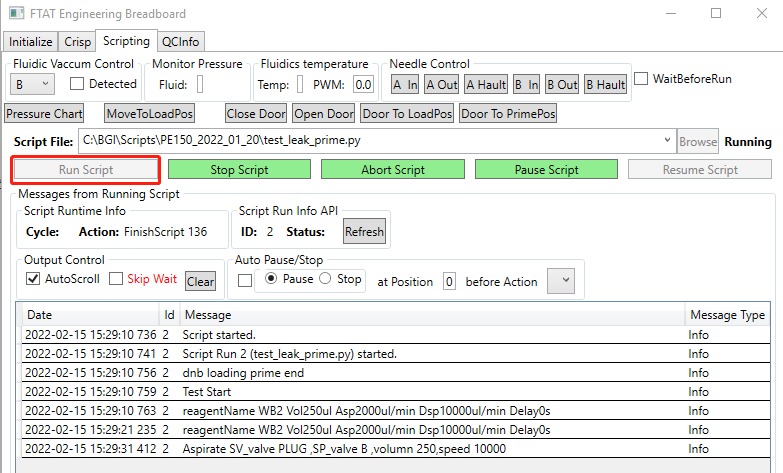 FTAT Engineering Breadboard
Initialize Crisp Scripting QCInfo
Fluidic Vaccum Control Monitor Pressure Fluidics temperature Needle Control
B Detected Fluid: Temp: PWM: 0.0 A In A Out A Hault B In B Out B Hault WaitBeforeRun
Pressure Chart MoveToLoadPos Close Door Open Door Door To LoadPos Door To PrimePos
Script File: C:\BGI\Scripts\PE150_2022_01_20\test_leak_prime.py Browse Running
Run Script Stop Script Abort Script Pause Script Resume Script
Messages from Running Script
Script Runtime Info Script Run Info API
Cycle: Action: FinishScript 136 ID: 2 Status: Refresh
Output Control Auto Pause/Stop
AutoScroll Skip Wait Clear Pause Stop at Position 0 before Action
Date Id Message Message Type
2022-02-15 15:29:10 736 2 Script started. Info
2022-02-15 15:29:10 741 2 Script Run 2 (test_leak_prime.py) started. Info
2022-02-15 15:29:10 756 2 dnb loading prime end Info
2022-02-15 15:29:10 759 2 Test Start Info
2022-02-15 15:29:10 763 2 reagentName WB2 Vol250ul Asp2000ul/min Dsp10000ul/min Delay0s Info
2022-02-15 15:29:21 235 2 reagentName WB2 Vol250ul Asp2000ul/min Dsp10000ul/min Delay0s Info
2022-02-15 15:29:31 412 2 Aspirate SV_valve PLUG ,SP_valve B ,volumn 250,speed 10000 Info